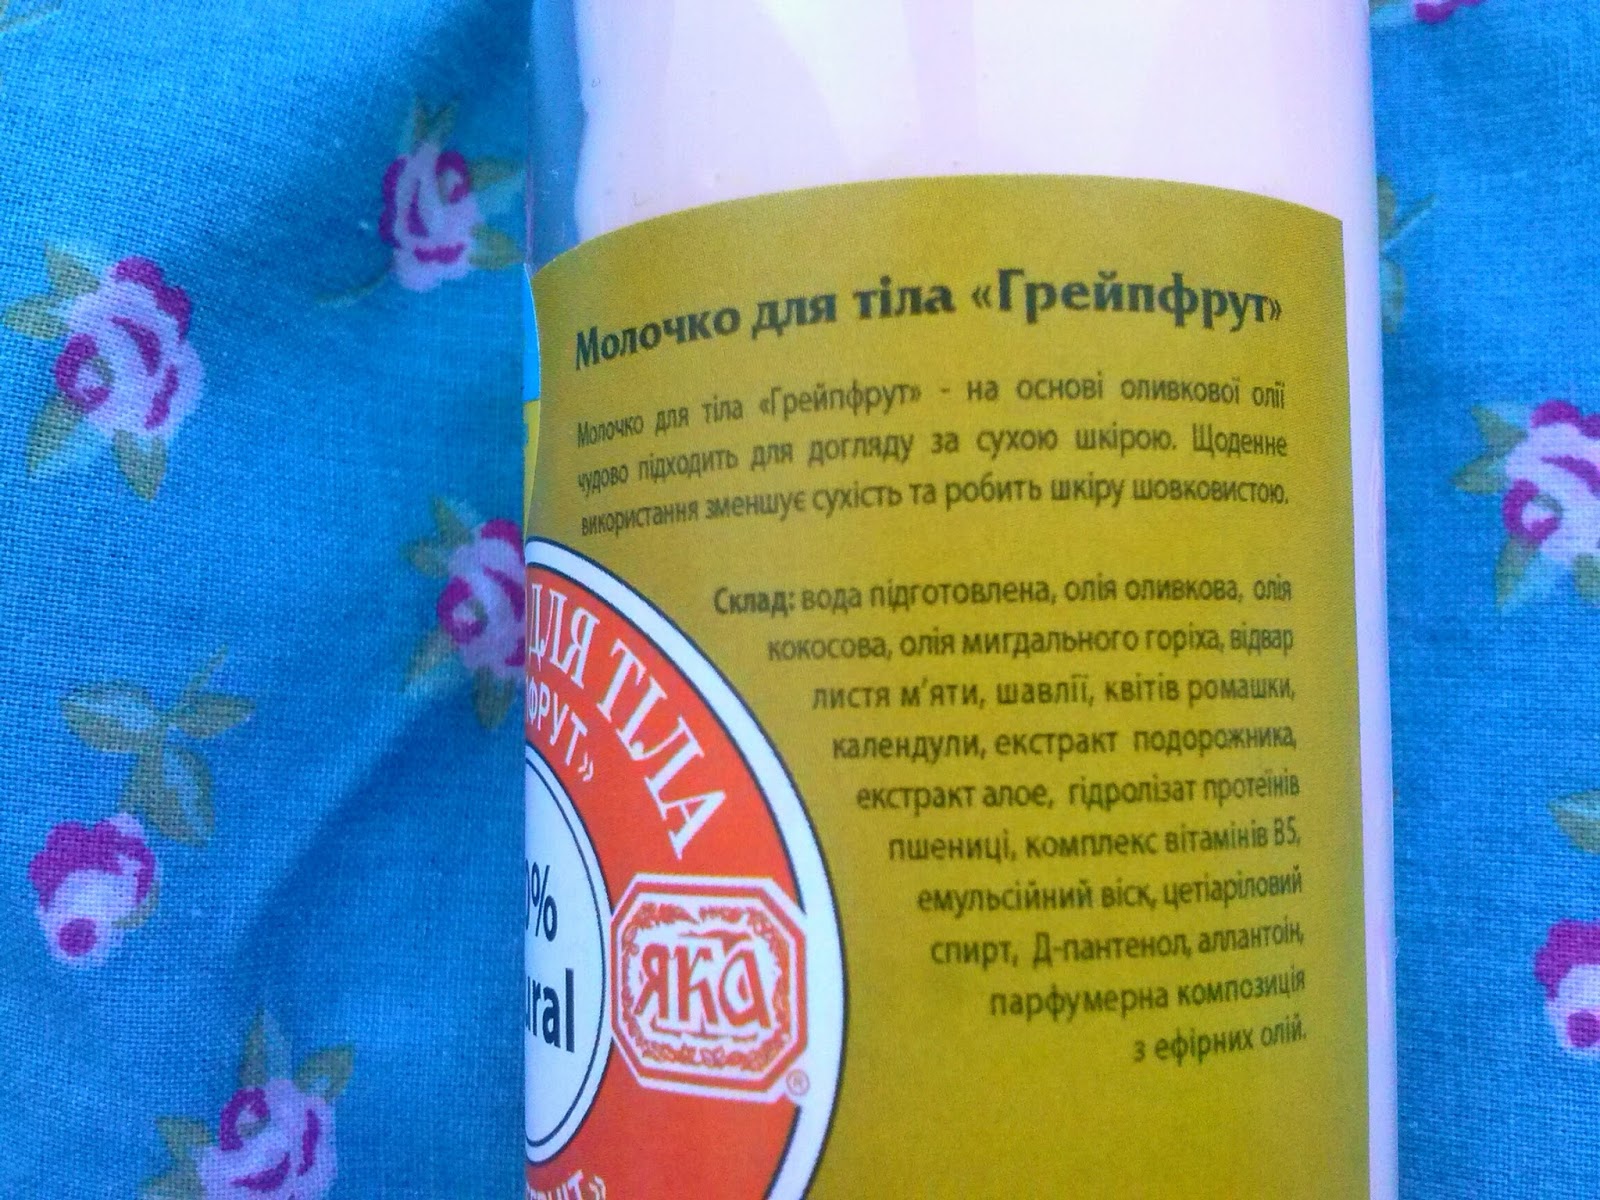 Молочко для тіла «Грейпфрут»
Молочко для тіла «Грейпфрут» - на основі оливкової олії
чудово підходить для догляду за сухою шкірою. Щоденне
використання зменшує сухість та робить шкіру шовковистою.
Склад: вода підготовлена, олія оливкова, олія
кокосова, олія мигдального горіха, відвар
листя м'яти, шавлії, квітів ромашки,
календули, екстракт подорожника,
екстракт алое, гідролізат протеїнів
пшениці, комплекс вітамінів В5,
емульсійний віск, цетіаріловий
спирт, Д-пантенол, аллантоїн,
парфумерна композиція
з ефірних олій.
ДЛЯ ТІЛА
ФРУТ»
%
ural
яка
®